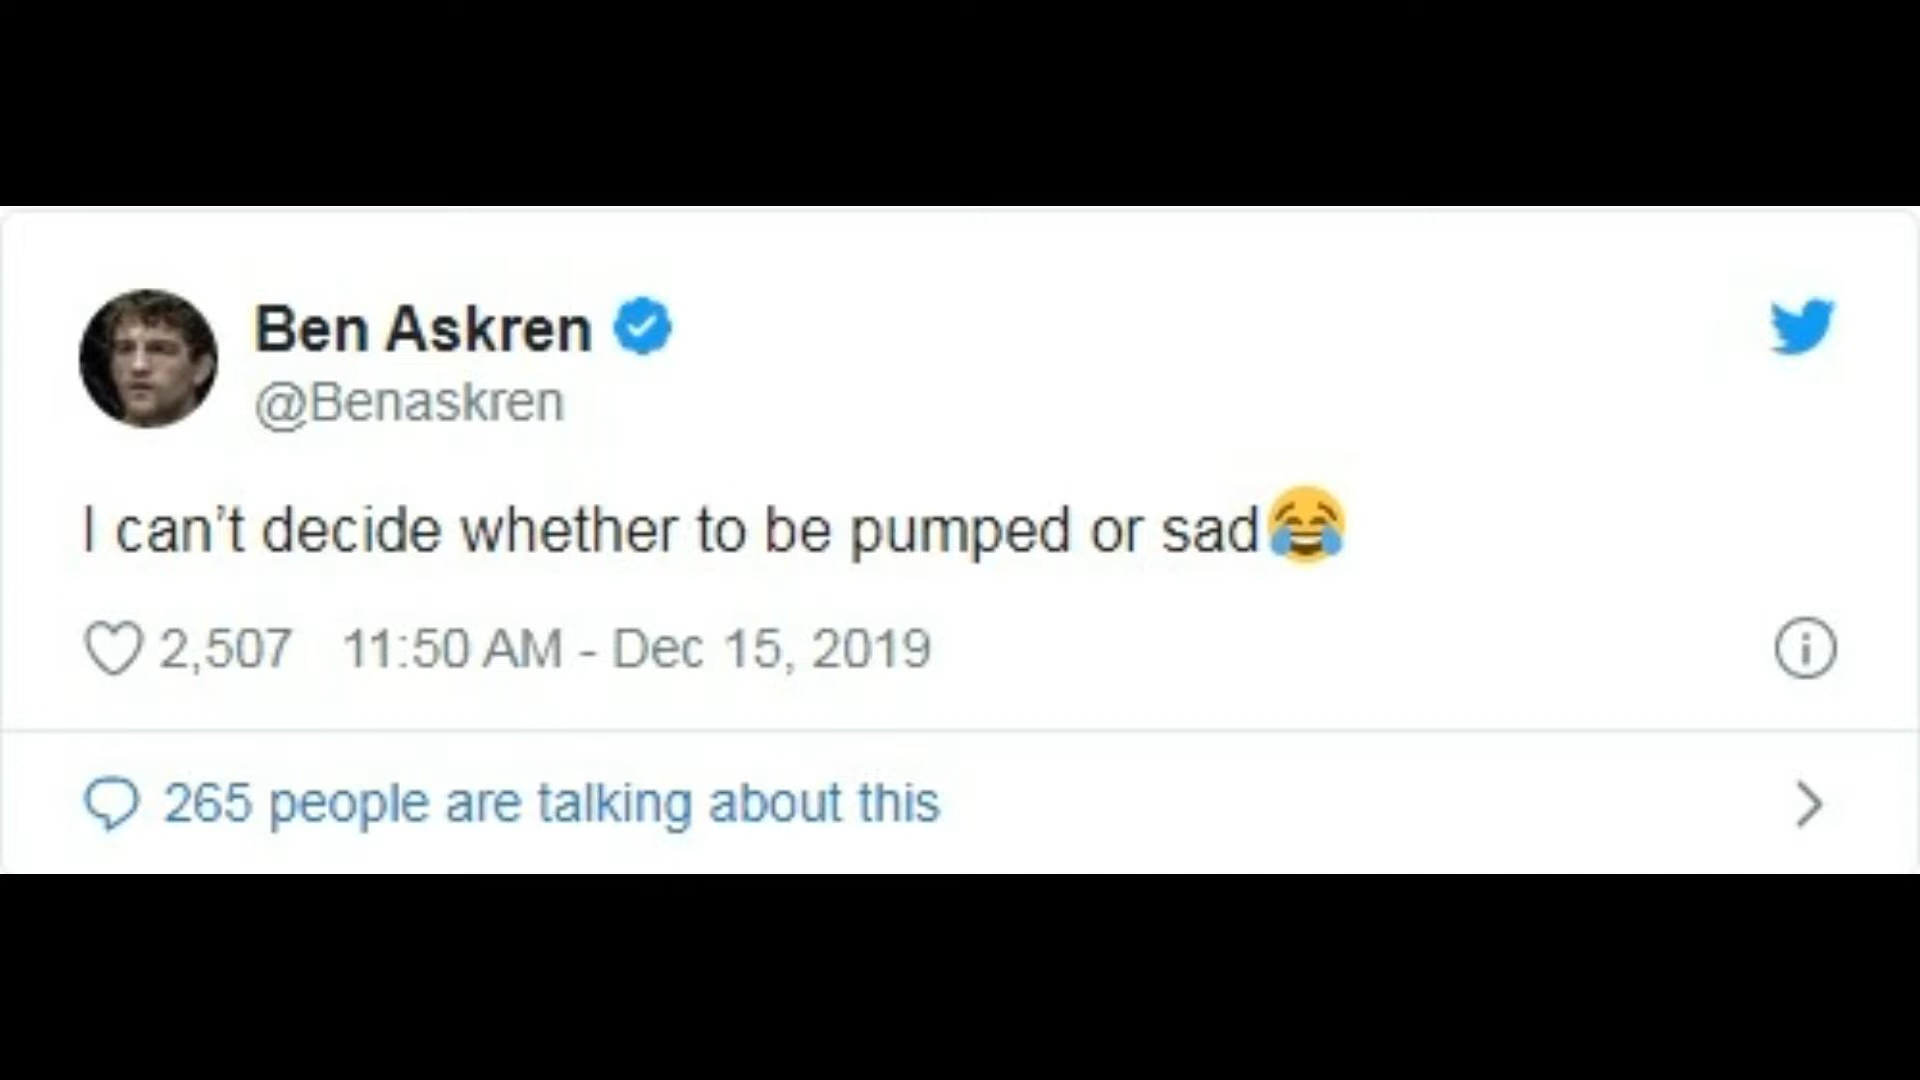 Ben Askren
@Benaskren
I can’t decide whether to be pumped or sad😂
2,507 11:50 AM - Dec 15, 2019
265 people are talking about this